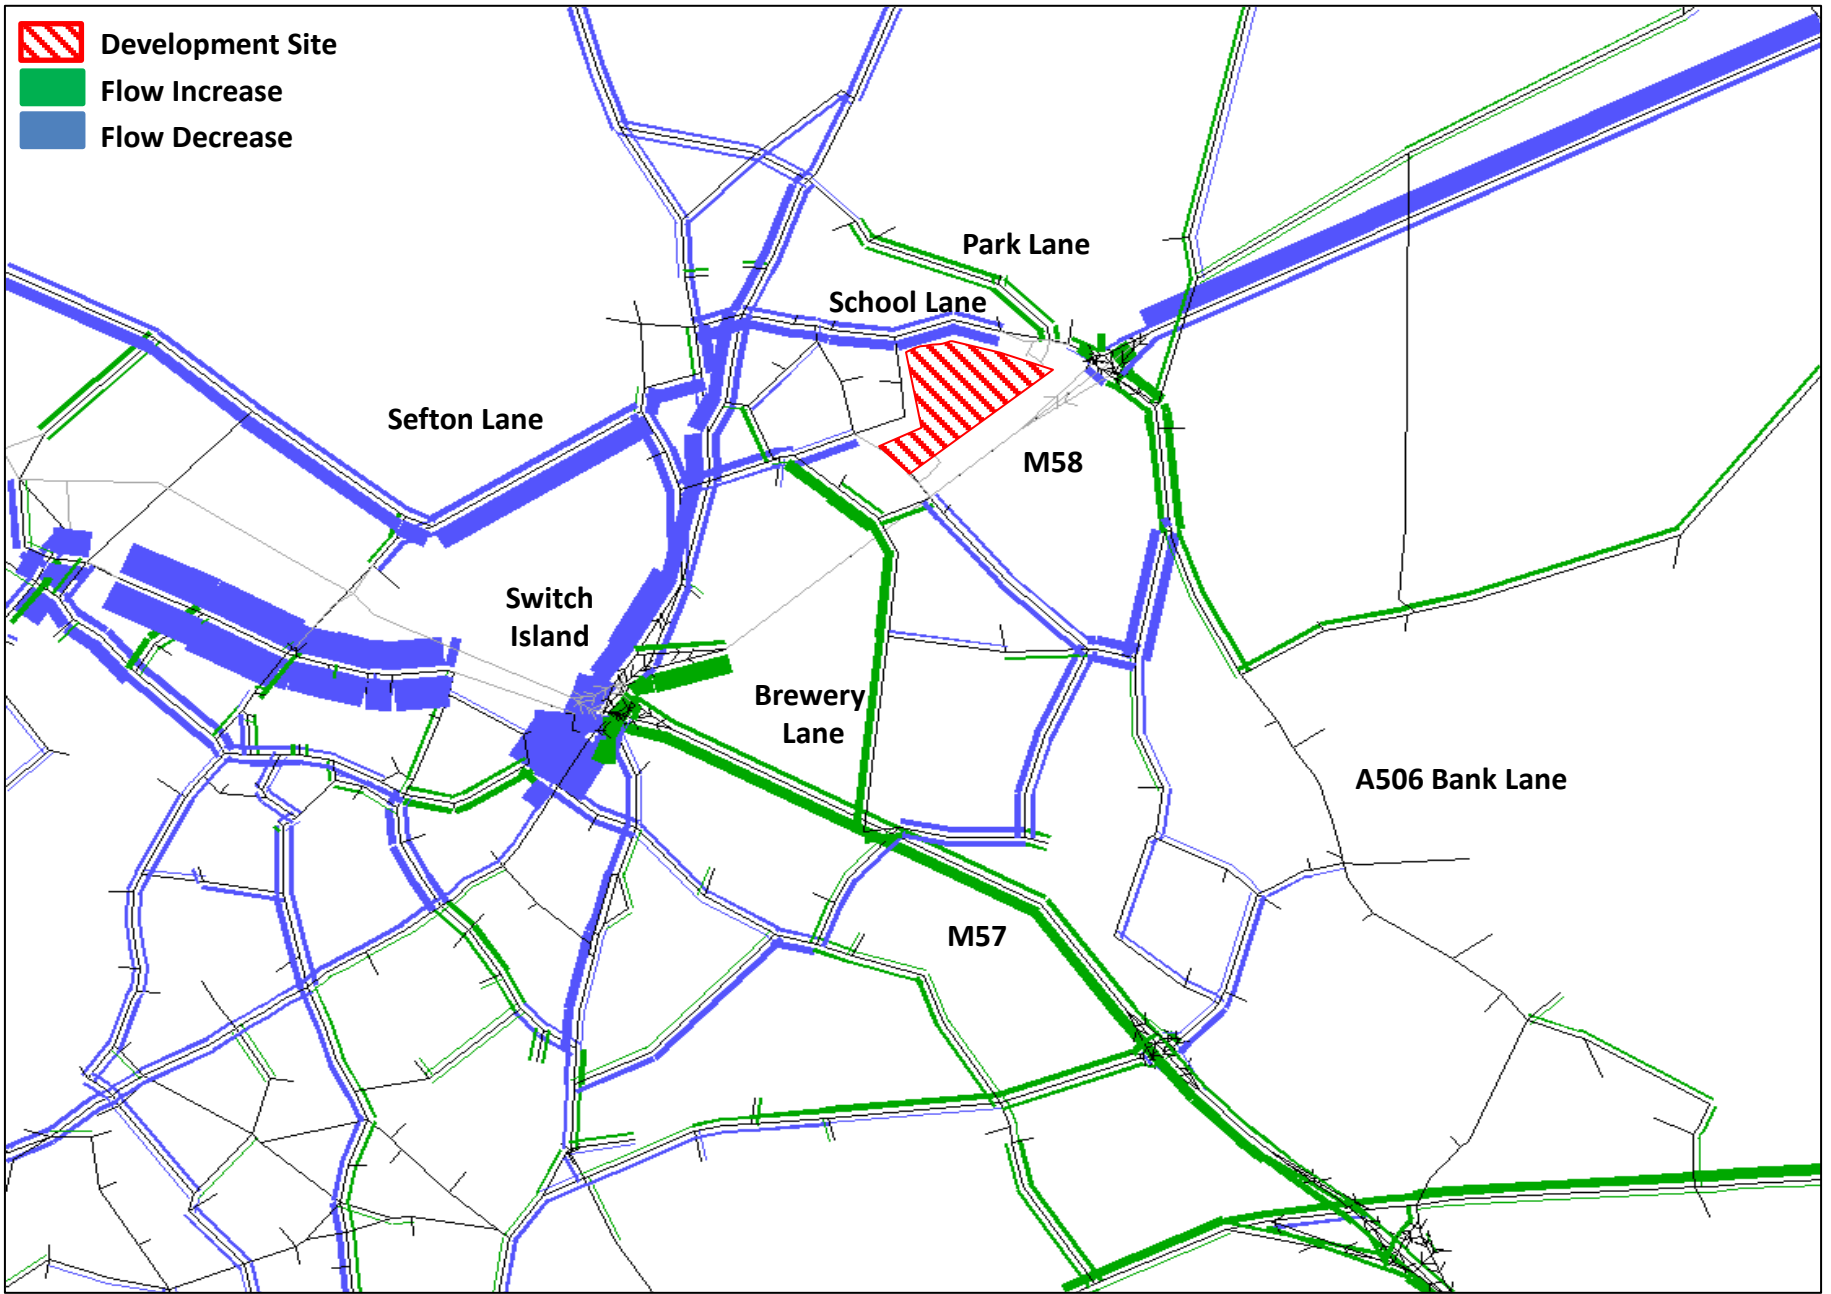 Development Site
Flow Increase
Flow Decrease
Park Lane
School Lane
Sefton Lane
M58
Switch
Island
Brewery
Lane
A506 Bank Lane
M57